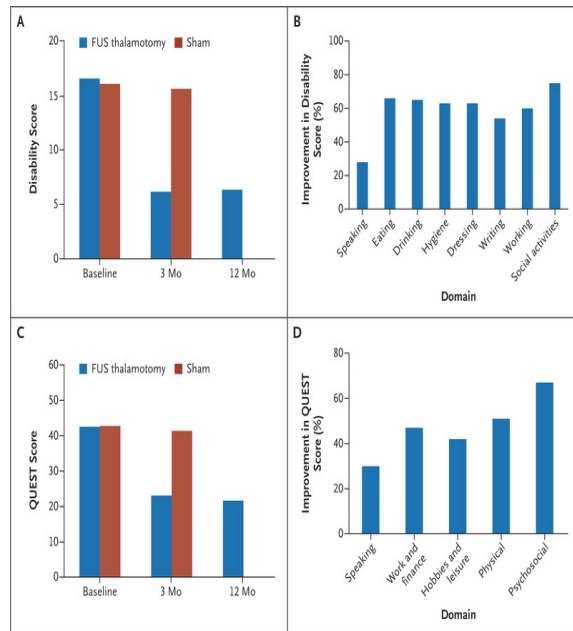 A
FUS thalamotomy Sham
Disability Score
20
15
10
5
0
Baseline 3 Mo 12 Mo
B
Improvement in Disability
Score (%)
100
80
60
40
20
0
Speaking
Eating
Drinking
Hygiene
Dressing
Writing
Working
Social activities
Domain
C
FUS thalamotomy Sham
QUEST Score
60
50
40
30
20
10
0
Baseline 3 Mo 12 Mo
D
Improvement in QUEST
Score (%)
80
60
40
20
0
Speaking
Work and
finance
Hobbies and
leisure
Physical
Psychosocial
Domain